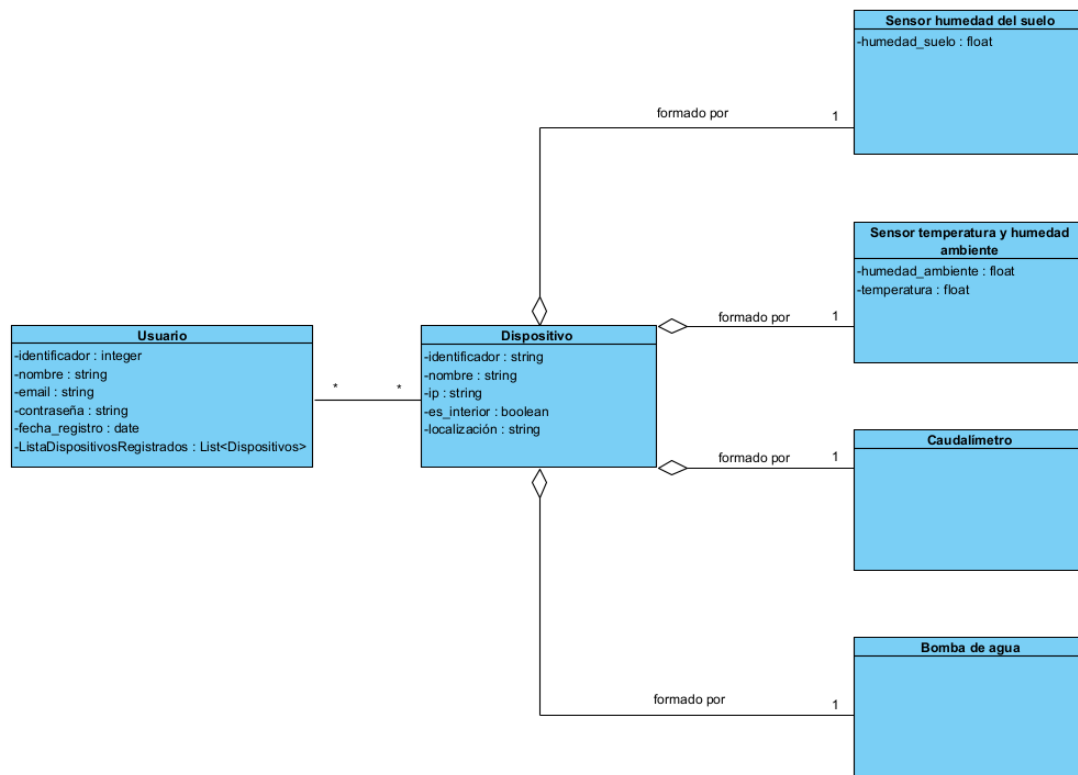 Sensor humedad del suelo
-humedad_suelo : float
formado por
1
Sensor temperatura y humedad
ambiente
-humedad_ambiente : float
-temperatura : float
formado por
1
Usuario
-identificador : integer
-nombre : string
-email : string
-contraseña : string
-fecha_registro : date
-ListaDispositivosRegistrados : List<Dispositivos>
*
*
Dispositivo
-identificador : string
-nombre : string
-ip : string
-es_interior : boolean
-localización : string
Caudalímetro
formado por
1
Bomba de agua
formado por
1